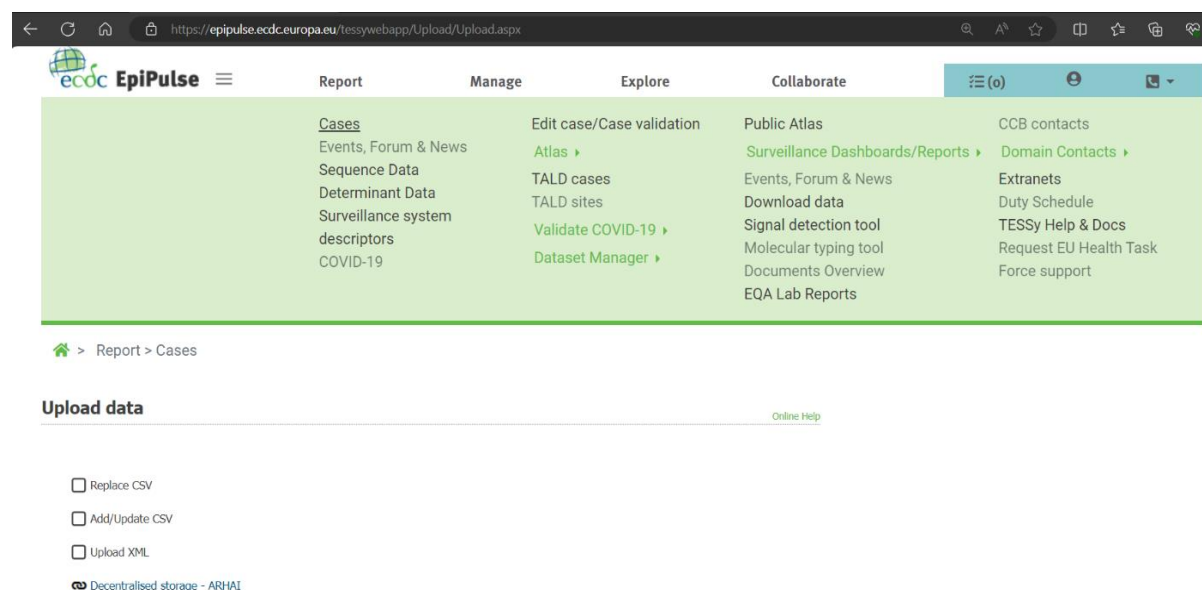 https://epipulse.ecdc.europa.eu/tessywebapp/Upload/Upload.aspx
ecdc EpiPulse
Report
Manage
Explore
Collaborate
(0)
Cases
Events, Forum & News
Sequence Data
Determinant Data
Surveillance system
descriptors
COVID-19
Edit case/Case validation
Atlas
TALD cases
TALD sites
Validate COVID-19
Dataset Manager
Public Atlas
Surveillance Dashboards/Reports
Events, Forum & News
Download data
Signal detection tool
Molecular typing tool
Documents Overview
EQA Lab Reports
CCB contacts
Domain Contacts
Extranets
Duty Schedule
TESSy Help & Docs
Request EU Health Task
Force support
> Report > Cases
Upload data
Online Help
Replace CSV
Add/Update CSV
Upload XML
Decentralised storage - ARHAI